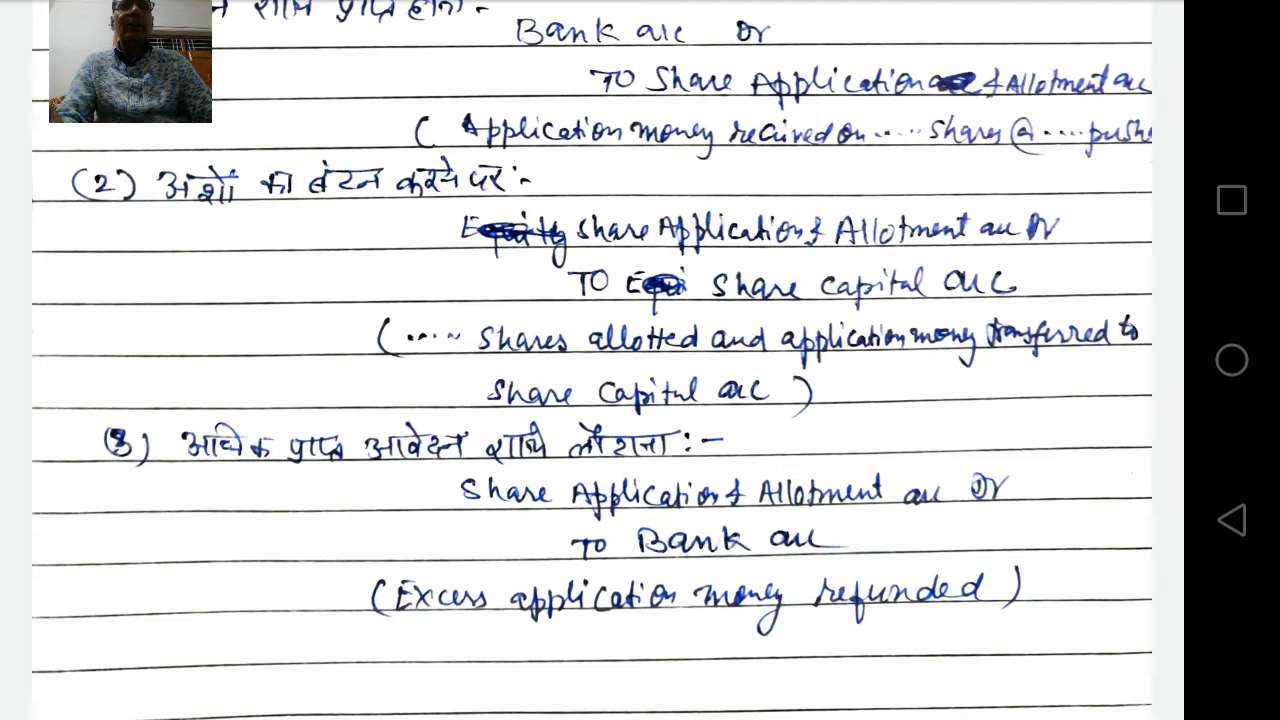 राशि प्राप्त होना :-
Bank a/c Dr
TO Share Application & Allotment a/c
( Application money recived on ..... shares @ .... pushe
(2) अंशों का बंटन करने पर :-
Share Application & Allotment a/c Dr
TO Share Capital a/c
(..... Shares allotted and application money transferred to
Share Capital a/c )
(3) अधिक प्राप्त आवेदन राशि लौटाना :-
Share Application & Allotment a/c Dr
TO Bank a/c
(Excess application money refunded )